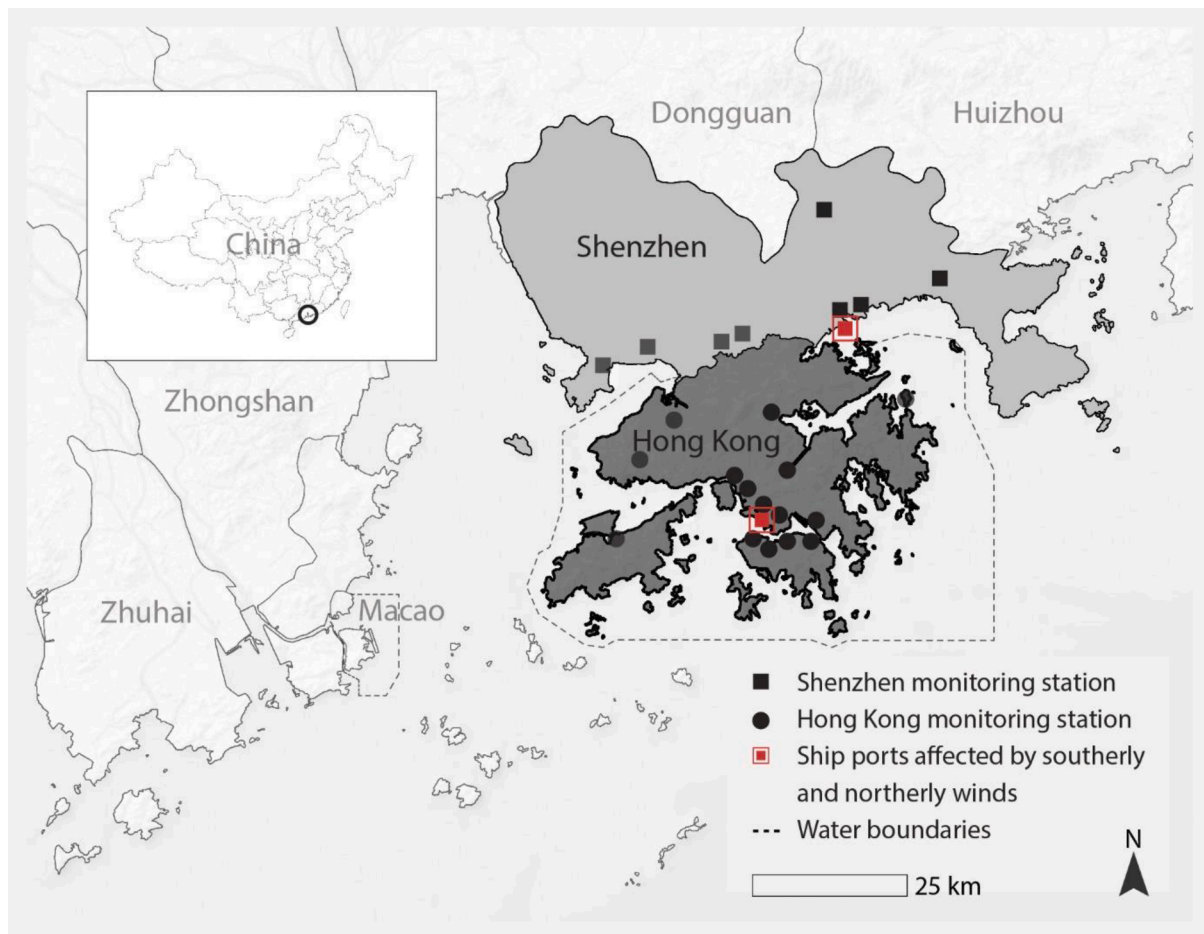 Dongguan
Huizhou
China
Shenzhen
Zhongshan
Hong Kong
Zhuhai
Macao
Shenzhen monitoring station
Hong Kong monitoring station
Ship ports affected by southerly
and northerly winds
Water boundaries
N
25 km